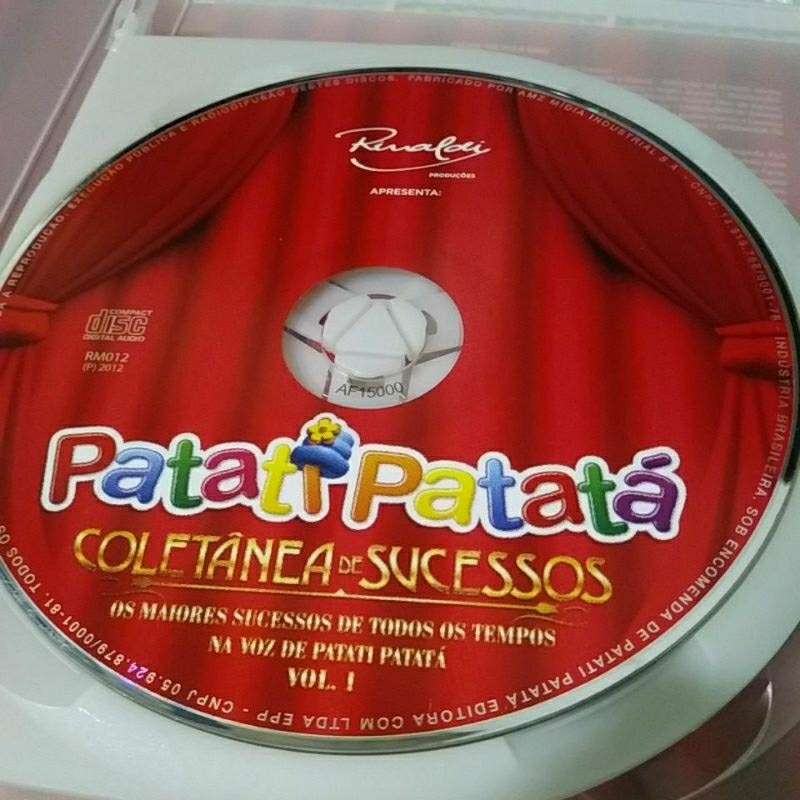 Rinaldi
PRODUÇÕES
APRESENTA:
COMPACT
disc
DIGITAL AUDIO
RM012
(P) 2012
AF15000
Patati Patatá
COLETÂNEA DE SUCESSOS
OS MAIORES SUCESSOS DE TODOS OS TEMPOS
NA VOZ DE PATATI PATATÁ
VOL. 1
A REPRODUÇÃO, EXECUÇÃO PÚBLICA E RADIODIFUSÃO DESTES DISCOS. FABRICADO POR AMZ MÍDIA INDUSTRIAL S.A - CNPJ: - INDÚSTRIA BRASILEIRA. SOB ENCOMENDA DE PATATI PATATÁ EDITORA COM LTDA EPP - CNPJ 05.924.879/0001-81. TODOS OS